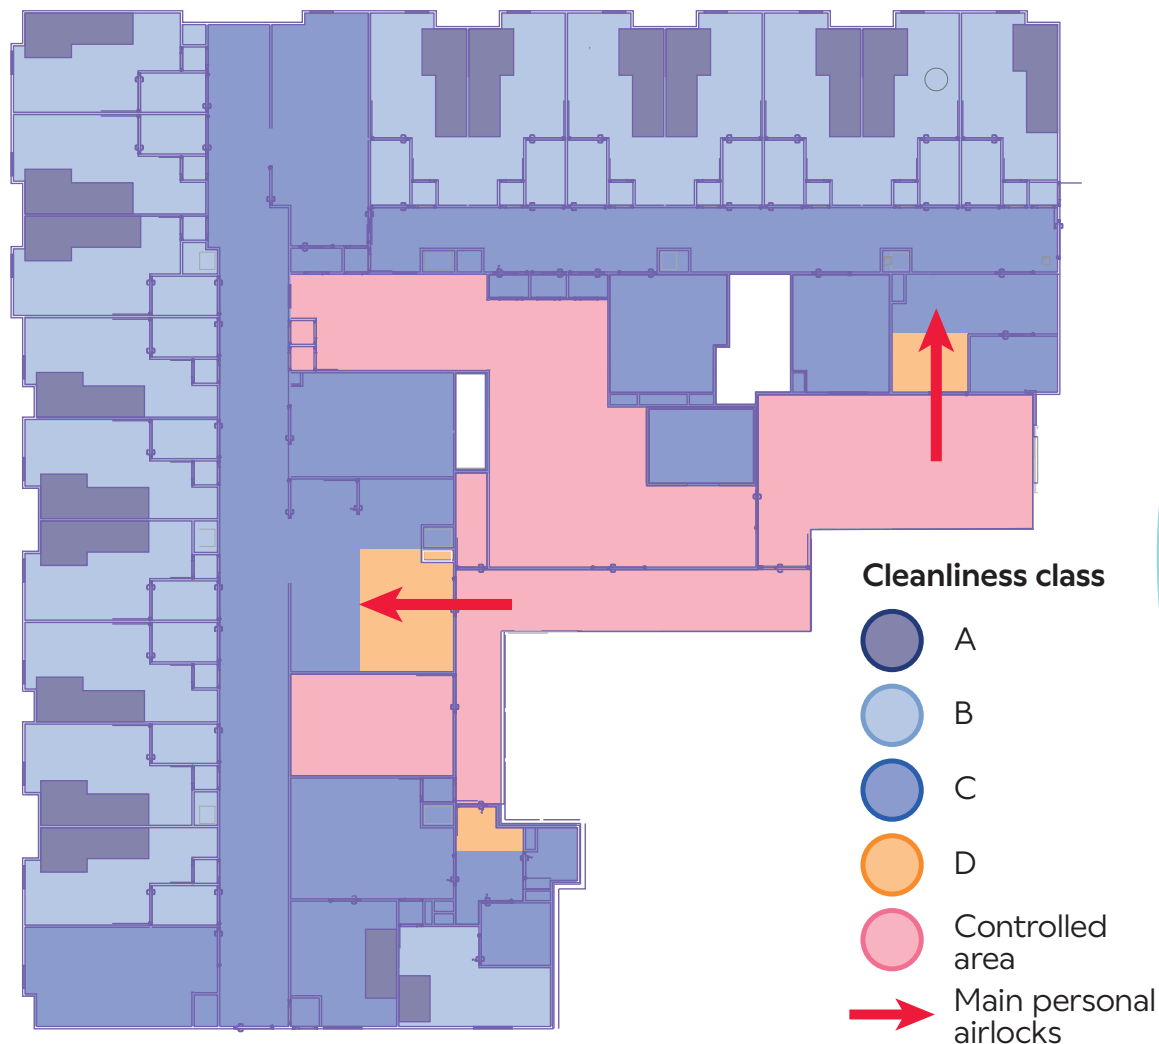 Cleanliness class
A
B
C
D
Controlled
area
Main personal
airlocks